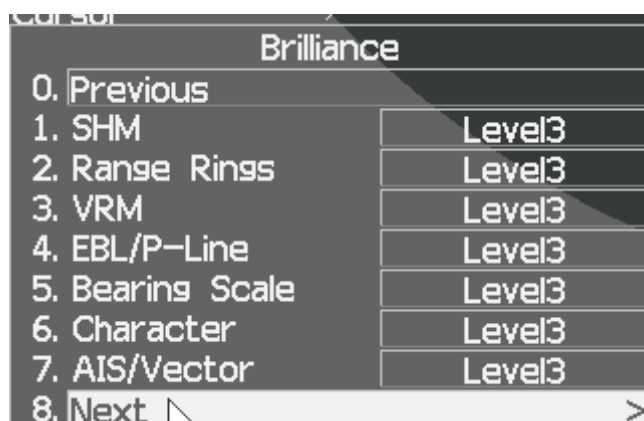 Cursor
Brilliance
0. Previous
1. SHM Level3
2. Range Rings Level3
3. VRM Level3
4. EBL/P-Line Level3
5. Bearing Scale Level3
6. Character Level3
7. AIS/Vector Level3
8. Next >